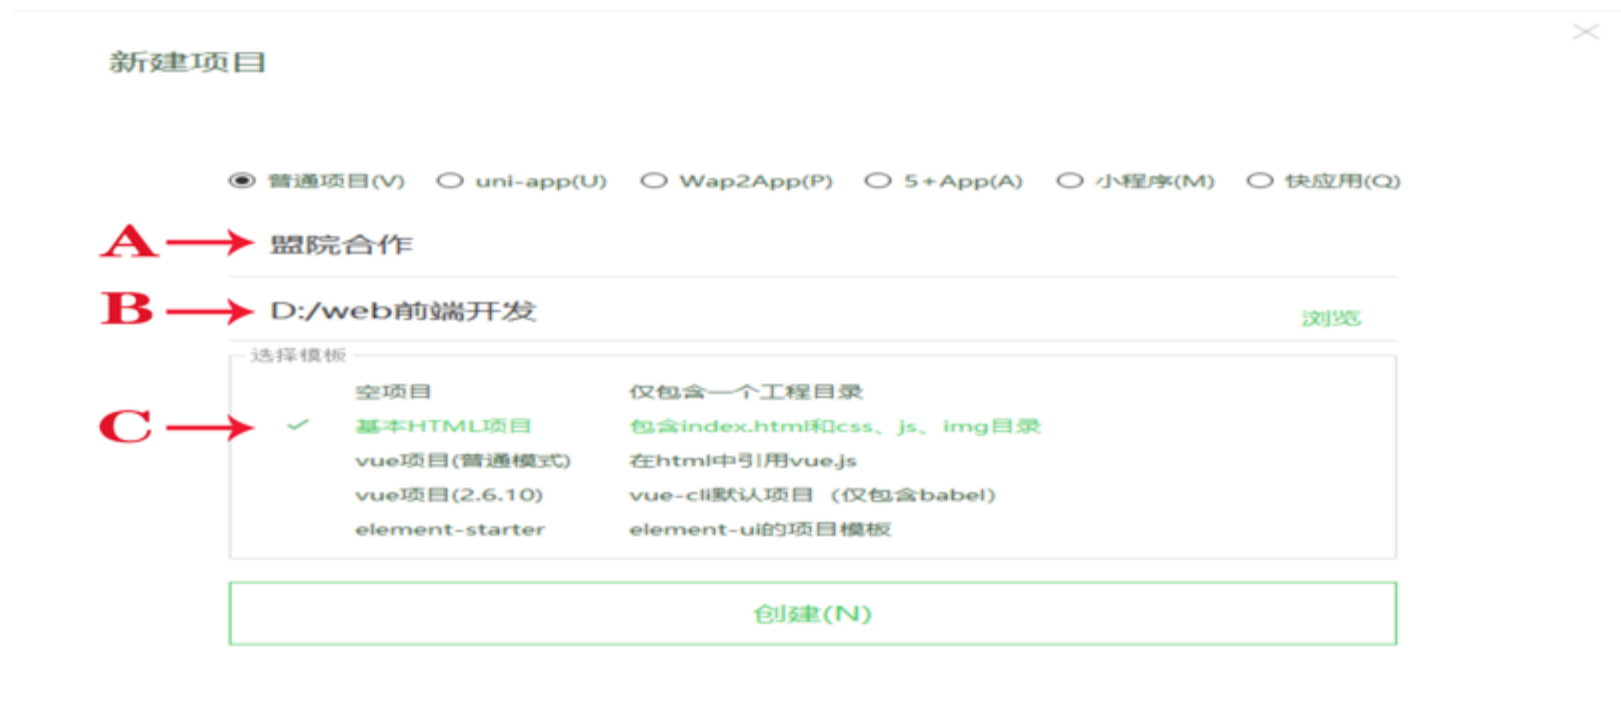 新建项目
普通项目(V) uni-app(U) Wap2App(P) 5+App(A) 小程序(M) 快应用(Q)
A 盟院合作
B D:/web前端开发 浏览
选择模板
空项目 仅包含一个工程目录
C 基本HTML项目 包含index.html和css、js、img目录
vue项目(普通模式) 在html中引用vue.js
vue项目(2.6.10) vue-cli默认项目 (仅包含babel)
element-starter element-ui的项目模板
创建(N)